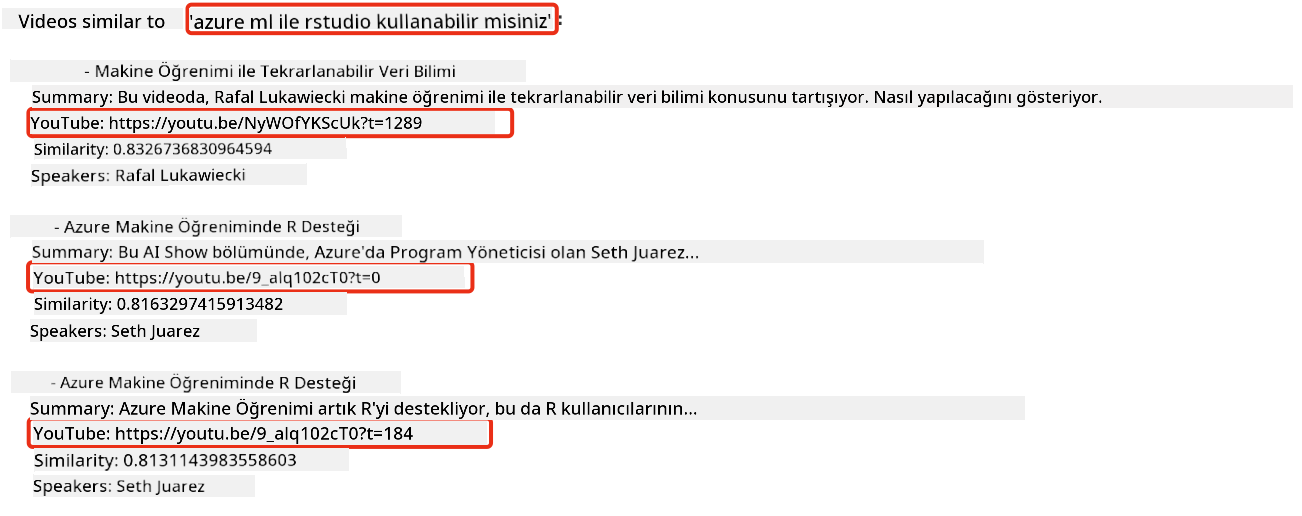 Videos similar to 'azure ml ile rstudio kullanabilir misiniz':
- Makine Öğrenimi ile Tekrarlanabilir Veri Bilimi
Summary: Bu videoda, Rafal Lukawiecki makine öğrenimi ile tekrarlanabilir veri bilimi konusunu tartışıyor. Nasıl yapılacağını gösteriyor.
YouTube: https://youtu.be/NyWOfYKScUk?t=1289
Similarity: 0.8326736830964594
Speakers: Rafal Lukawiecki
- Azure Makine Öğreniminde R Desteği
Summary: Bu AI Show bölümünde, Azure'da Program Yöneticisi olan Seth Juarez...
YouTube: https://youtu.be/9_alq102cT0?t=0
Similarity: 0.8163297415913482
Speakers: Seth Juarez
- Azure Makine Öğreniminde R Desteği
Summary: Azure Makine Öğrenimi artık R'yi destekliyor, bu da R kullanıcılarının...
YouTube: https://youtu.be/9_alq102cT0?t=184
Similarity: 0.8131143983558603
Speakers: Seth Juarez